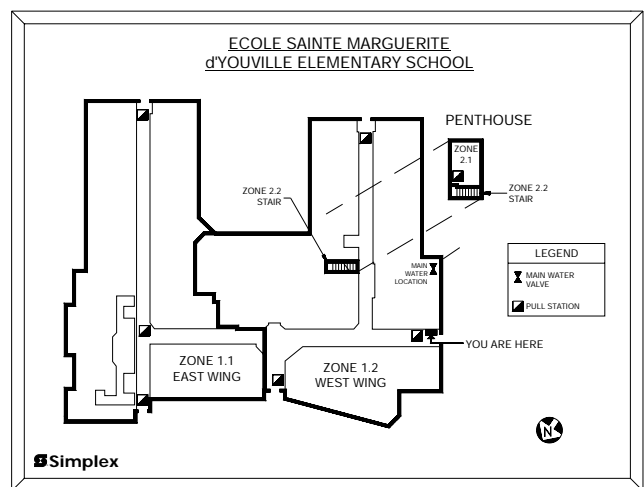 ECOLE SAINTE MARGUERITE
d'YOUVILLE ELEMENTARY SCHOOL
PENTHOUSE
ZONE
2.1
ZONE 2.2
STAIR
ZONE 2.2
STAIR
MAIN
WATER
LOCATION
LEGEND
MAIN WATER
VALVE
PULL STATION
YOU ARE HERE
ZONE 1.1
EAST WING
ZONE 1.2
WEST WING
N
Simplex